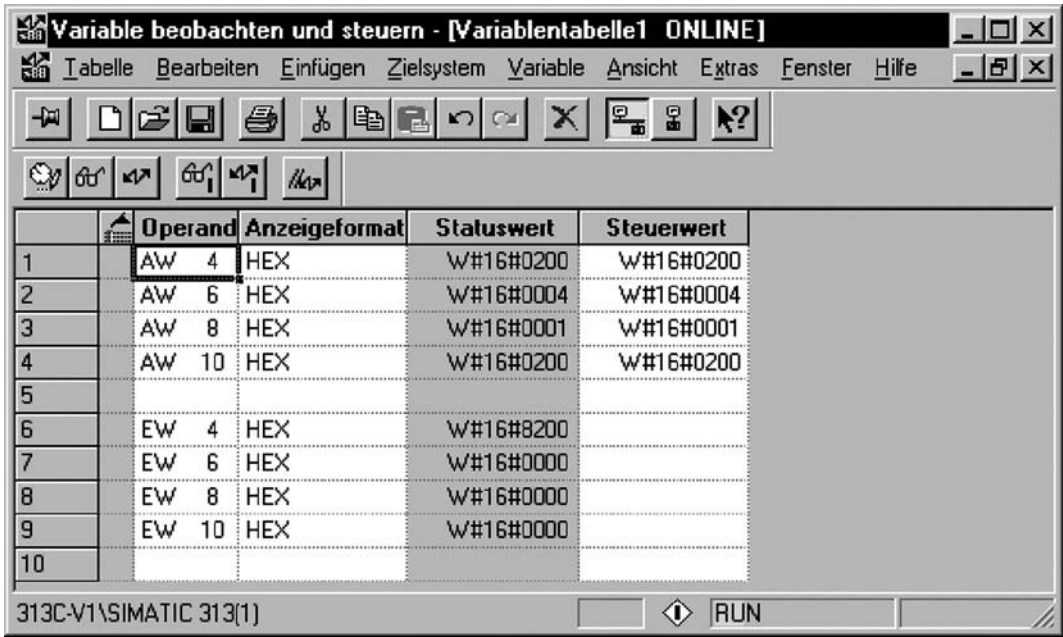 Variable beobachten und steuern - [Variablentabelle1 ONLINE]
Tabelle Bearbeiten Einfügen Zielsystem Variable Ansicht Extras Fenster Hilfe
Operand Anzeigeformat Statuswert Steuerwert
1 AW 4 HEX W#16#0200 W#16#0200
2 AW 6 HEX W#16#0004 W#16#0004
3 AW 8 HEX W#16#0001 W#16#0001
4 AW 10 HEX W#16#0200 W#16#0200
5
6 EW 4 HEX W#16#8200
7 EW 6 HEX W#16#0000
8 EW 8 HEX W#16#0000
9 EW 10 HEX W#16#0000
10
313C-V1\SIMATIC 313(1) RUN